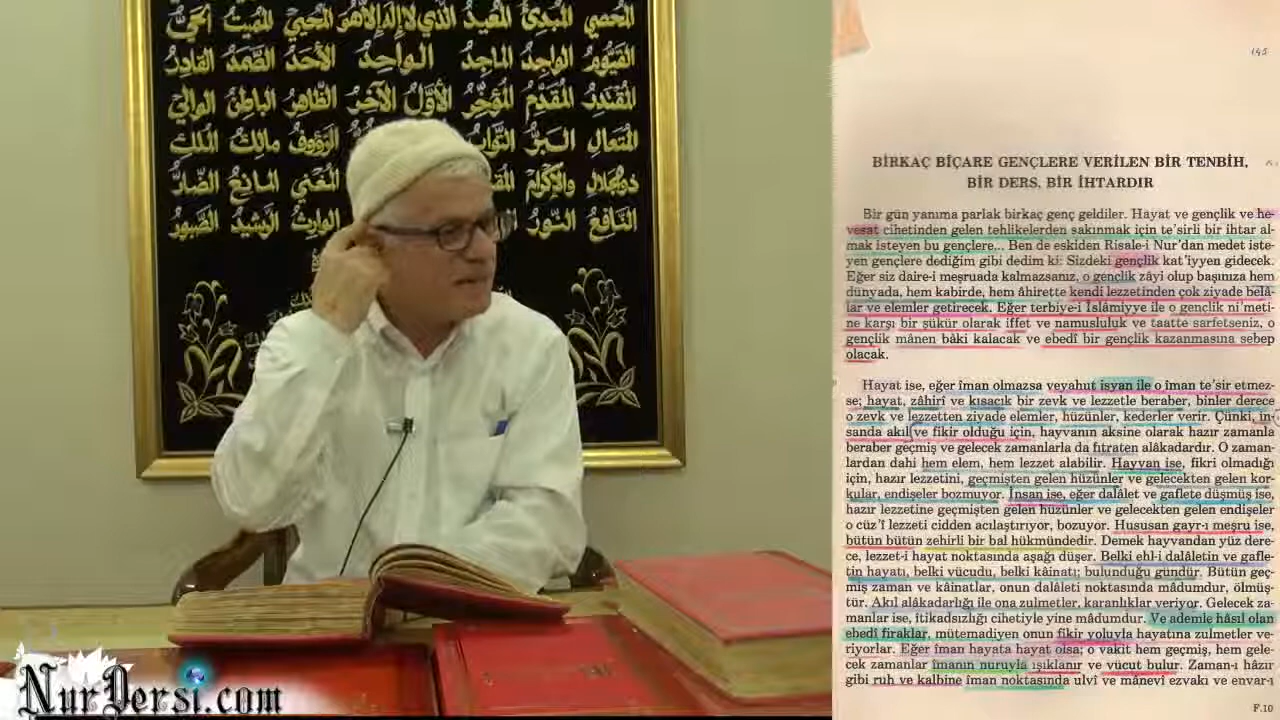 المحصي المبدئ المعيد الذي لا إله إلا هو المحيي المميت الحي
القيوم الواجد الماجد الواحد الأحد الصمد القادر
المقتدر المقدم المؤخر الأول الآخر الظاهر الباطن الوالي
المتعال البر التواب الرؤوف مالك الملك
ذو الجلال والإكرام المغني المانع الضار
النافع النور الوارث الرشيد الصبور
NurDersi.com
145
BİRKAÇ BİÇARE GENÇLERE VERİLEN BİR TENBİH,
BİR DERS, BİR İHTARDIR
Bir gün yanıma parlak birkaç genç geldiler. Hayat ve gençlik ve he-
vesat cihetinden gelen tehlikelerden sakınmak için te'sirli bir ihtar al-
mak isteyen bu gençlere... Ben de eskiden Risale-i Nur'dan medet iste-
yen gençlere dediğim gibi dedim ki: Sizdeki gençlik kat'iyyen gidecek.
Eğer siz daire-i meşruada kalmazsanız, o gençlik zâyi olup başınıza hem
dünyada, hem kabirde, hem âhirette kendi lezzetinden çok ziyade belâ-
lar ve elemler getirecek. Eğer terbiye-i İslâmiyye ile o gençlik ni'meti-
ne karşı bir şükür olarak iffet ve namusluluk ve taatte sarfetseniz, o
gençlik mânen bâki kalacak ve ebedî bir gençlik kazanmasına sebep
olacak.
Hayat ise, eğer îman olmazsa veyahut isyan ile o îman te'sir etmez-
se; hayat, zâhirî ve kısacık bir zevk ve lezzetle beraber, binler derece
o zevk ve lezzetten ziyade elemler, hüzünler, kederler verir. Çünki, in-
sanda akıl ve fikir olduğu için, hayvanın aksine olarak hazır zamanla
beraber geçmiş ve gelecek zamanlarla da fıtraten alâkadardır. O zaman-
lardan dahi hem elem, hem lezzet alabilir. Hayvan ise, fikri olmadığı
için, hazır lezzetini, geçmişten gelen hüzünler ve gelecekten gelen kor-
kular, endişeler bozmuyor. İnsan ise, eğer dalâlet ve gaflete düşmüş ise,
hazır lezzetine geçmişten gelen hüzünler ve gelecekten gelen endişeler
o cüz'î lezzeti cidden acılaştırıyor, bozuyor. Hususan gayr-ı meşru ise,
bütün bütün zehirli bir bal hükmündedir. Demek hayvandan yüz dere-
ce, lezzet-i hayat noktasında aşağı düşer. Belki ehl-i dalâletin ve gafle-
tin hayatı, belki vücudu, belki kâinatı; bulunduğu gündür. Bütün geç-
miş zaman ve kâinatlar, onun dalâleti noktasında mâdumdur, ölmüş-
tür. Akıl alâkadarlığı ile ona zulmetler, karanlıklar veriyor. Gelecek za-
manlar ise, îtikadsızlığı cihetiyle yine mâdumdur. Ve ademle hâsıl olan
ebedî firaklar, mütemadiyen onun fikir yoluyla hayatına zulmetler ve-
riyorlar. Eğer îman hayata hayat olsa; o vakit hem geçmiş, hem gele-
cek zamanlar îmanın nuruyla ışıklanır ve vücut bulur. Zaman-ı hâzır
gibi ruh ve kalbine îman noktasında ulvî ve mânevî ezvakı ve envar-ı
F.10